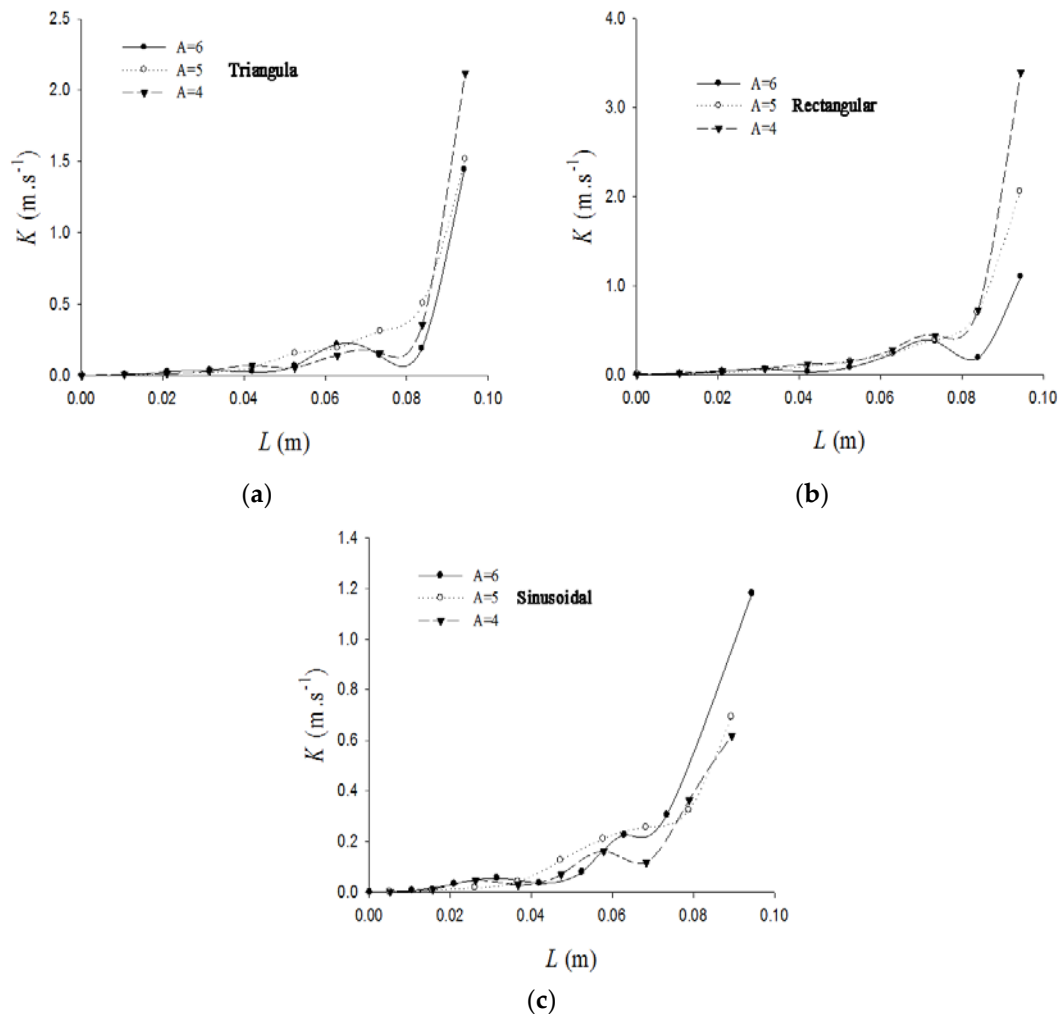 2.5
2.0
1.5
1.0
0.5
0.0
K (m.s-1)
A=6
A=5 Triangula
A=4
0.00 0.02 0.04 0.06 0.08 0.10
L (m)
(a)
4.0
3.0
2.0
1.0
0.0
K (m.s-1)
A=6
A=5 Rectangular
A=4
0.00 0.02 0.04 0.06 0.08 0.10
L (m)
(b)
1.4
1.2
1.0
0.8
0.6
0.4
0.2
0.0
K (m.s-1)
A=6
A=5 Sinusoidal
A=4
0.00 0.02 0.04 0.06 0.08 0.10
L (m)
(c)